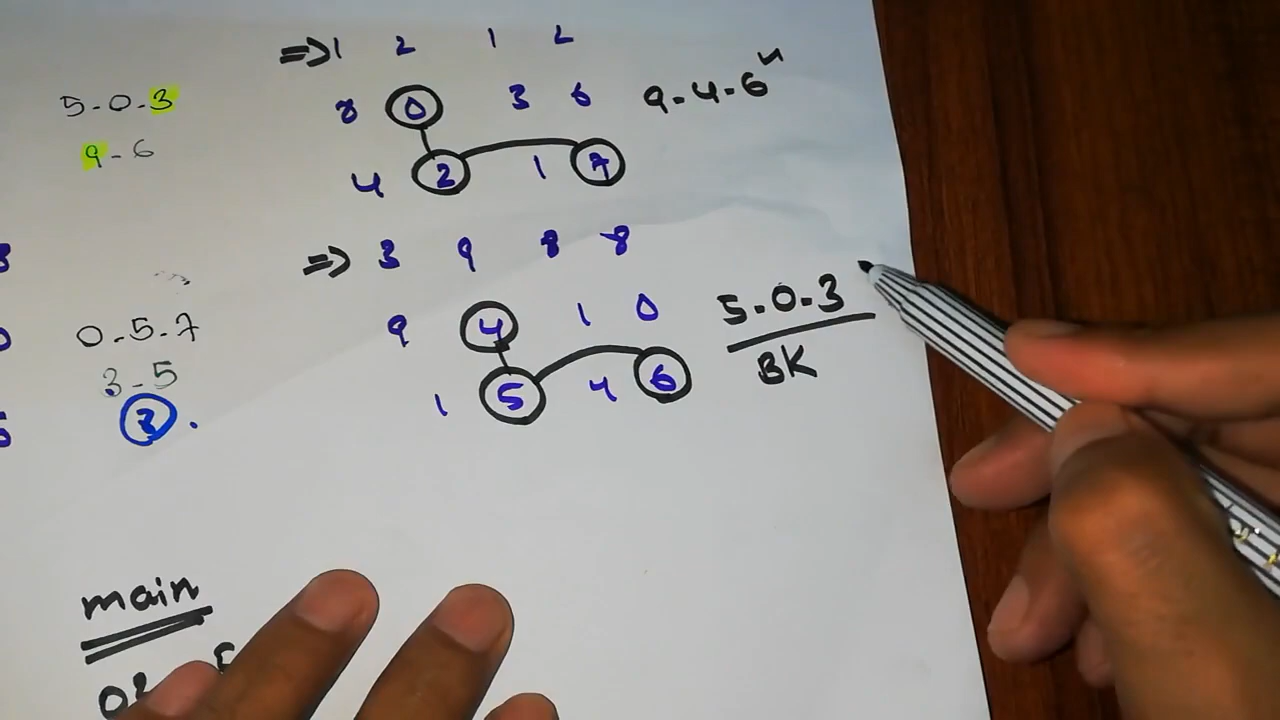 => 1 2 1 2
8 0 3 6 9-4-6
4 2 1 7
5-0-3
9-6
=> 3 9 8 8
9 4 1 0 5-0-3
BK
1 5 4 6
0-5-7
3-5
main